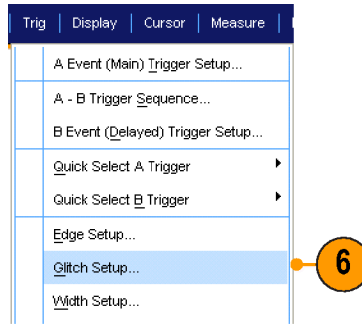 Trig Display Cursor Measure
A Event (Main) Trigger Setup...
A - B Trigger Sequence...
B Event (Delayed) Trigger Setup...
Quick Select A Trigger
Quick Select B Trigger
Edge Setup...
Glitch Setup...
6
Width Setup...